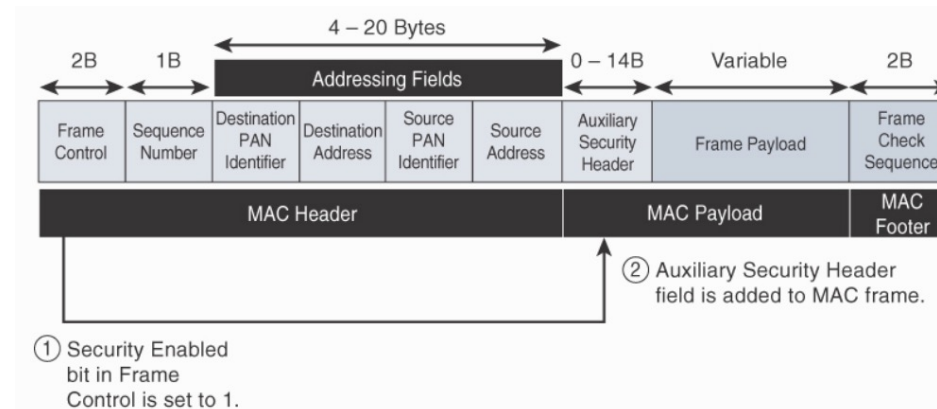 4 – 20 Bytes
2B
1B
Addressing Fields
0 – 14B
Variable
2B
Frame
Control
Sequence
Number
Destination
PAN
Identifier
Destination
Address
Source
PAN
Identifier
Source
Address
Auxiliary
Security
Header
Frame Payload
Frame
Check
Sequence
MAC Header
MAC Payload
MAC
Footer
② Auxiliary Security Header
field is added to MAC frame.
① Security Enabled
bit in Frame
Control is set to 1.